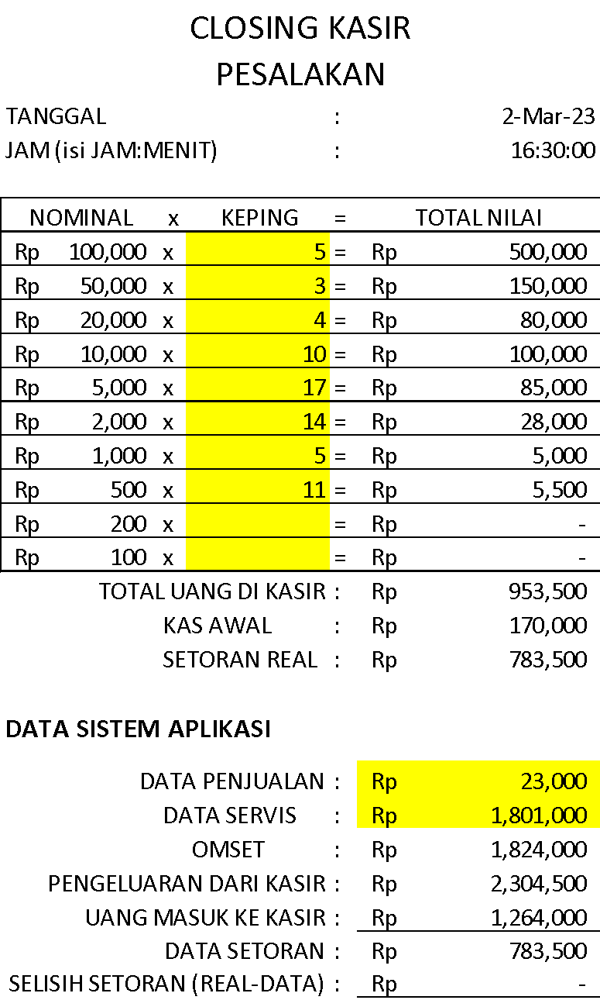 CLOSING KASIR
PESALAKAN
TANGGAL : 2-Mar-23
JAM (isi JAM:MENIT) : 16:30:00
NOMINAL x KEPING = TOTAL NILAI
Rp 100,000 x 5 = Rp 500,000
Rp 50,000 x 3 = Rp 150,000
Rp 20,000 x 4 = Rp 80,000
Rp 10,000 x 10 = Rp 100,000
Rp 5,000 x 17 = Rp 85,000
Rp 2,000 x 14 = Rp 28,000
Rp 1,000 x 5 = Rp 5,000
Rp 500 x 11 = Rp 5,500
Rp 200 x = Rp -
Rp 100 x = Rp -
TOTAL UANG DI KASIR : Rp 953,500
KAS AWAL : Rp 170,000
SETORAN REAL : Rp 783,500
DATA SISTEM APLIKASI
DATA PENJUALAN : Rp 23,000
DATA SERVIS : Rp 1,801,000
OMSET : Rp 1,824,000
PENGELUARAN DARI KASIR : Rp 2,304,500
UANG MASUK KE KASIR : Rp 1,264,000
DATA SETORAN : Rp 783,500
SELISIH SETORAN (REAL-DATA) : Rp -